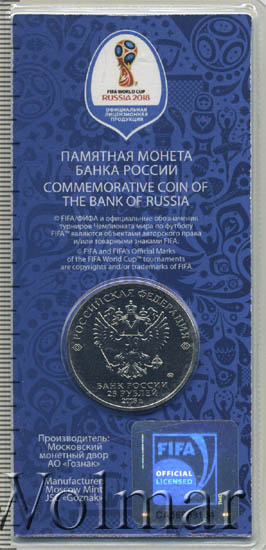 FIFA WORLD CUP
RUSSIA 2018
ОФИЦИАЛЬНАЯ
ЛИЦЕНЗИОННАЯ
ПРОДУКЦИЯ
ПАМЯТНАЯ МОНЕТА
БАНКА РОССИИ
COMMEMORATIVE COIN OF
THE BANK OF RUSSIA
© FIFA/ФИФА и официальные обозначения
турниров Чемпионата мира по футболу
FIFA™ являются объектами авторского права
и/или товарными знаками FIFA.
© FIFA and FIFA's Official Marks
of the FIFA World Cup™ tournaments
are copyrights and/or trademarks of FIFA.
РОССИЙСКАЯ ФЕДЕРАЦИЯ
БАНК РОССИИ
25 РУБЛЕЙ
2018 г.
Производитель:
Московский
монетный двор
АО «Гознак»
Manufacturer:
Moscow Mint
JSC «Goznak»
FIFA
OFFICIAL
LICENSED
Volmar